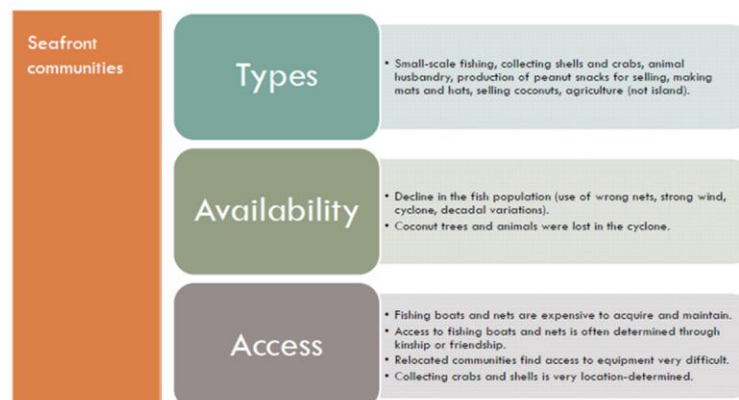 Seafront
communities
Types
• Small-scale fishing, collecting shells and crabs, animal
husbandry, production of peanut snacks for selling, making
mats and hats, selling coconuts, agriculture (not island).
Availability
• Decline in the fish population (use of wrong nets, strong wind,
cyclone, decadal variations).
• Coconut trees and animals were lost in the cyclone.
Access
• Fishing boats and nets are expensive to acquire and maintain.
• Access to fishing boats and nets is often determined through
kinship or friendship.
• Relocated communities find access to equipment very difficult.
• Collecting crabs and shells is very location-determined.